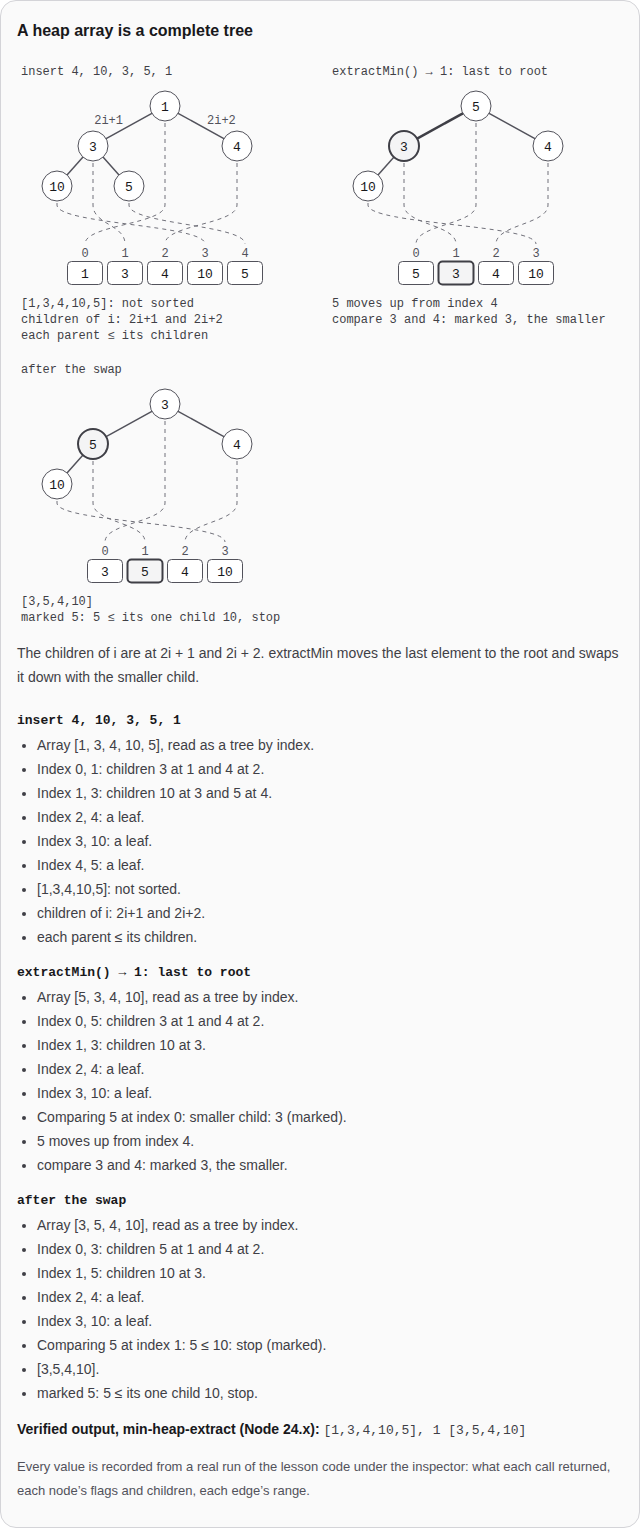 A heap array is a complete tree
insert 4, 10, 3, 5, 1
1
2i+1
2i+2
3
4
10
5
0 1 2 3 4
1 3 4 10 5
[1,3,4,10,5]: not sorted
children of i: 2i+1 and 2i+2
each parent ≤ its children
extractMin() → 1: last to root
5
3
4
10
0 1 2 3
5 3 4 10
5 moves up from index 4
compare 3 and 4: marked 3, the smaller
after the swap
3
5
4
10
0 1 2 3
3 5 4 10
[3,5,4,10]
marked 5: 5 ≤ its one child 10, stop
The children of i are at 2i + 1 and 2i + 2. extractMin moves the last element to the root and swaps
it down with the smaller child.
insert 4, 10, 3, 5, 1
• Array [1, 3, 4, 10, 5], read as a tree by index.
• Index 0, 1: children 3 at 1 and 4 at 2.
• Index 1, 3: children 10 at 3 and 5 at 4.
• Index 2, 4: a leaf.
• Index 3, 10: a leaf.
• Index 4, 5: a leaf.
• [1,3,4,10,5]: not sorted.
• children of i: 2i+1 and 2i+2.
• each parent ≤ its children.
extractMin() → 1: last to root
• Array [5, 3, 4, 10], read as a tree by index.
• Index 0, 5: children 3 at 1 and 4 at 2.
• Index 1, 3: children 10 at 3.
• Index 2, 4: a leaf.
• Index 3, 10: a leaf.
• Comparing 5 at index 0: smaller child: 3 (marked).
• 5 moves up from index 4.
• compare 3 and 4: marked 3, the smaller.
after the swap
• Array [3, 5, 4, 10], read as a tree by index.
• Index 0, 3: children 5 at 1 and 4 at 2.
• Index 1, 5: children 10 at 3.
• Index 2, 4: a leaf.
• Index 3, 10: a leaf.
• Comparing 5 at index 1: 5 ≤ 10: stop (marked).
• [3,5,4,10].
• marked 5: 5 ≤ its one child 10, stop.
Verified output, min-heap-extract (Node 24.x): [1,3,4,10,5], 1 [3,5,4,10]
Every value is recorded from a real run of the lesson code under the inspector: what each call returned,
each node’s flags and children, each edge’s range.